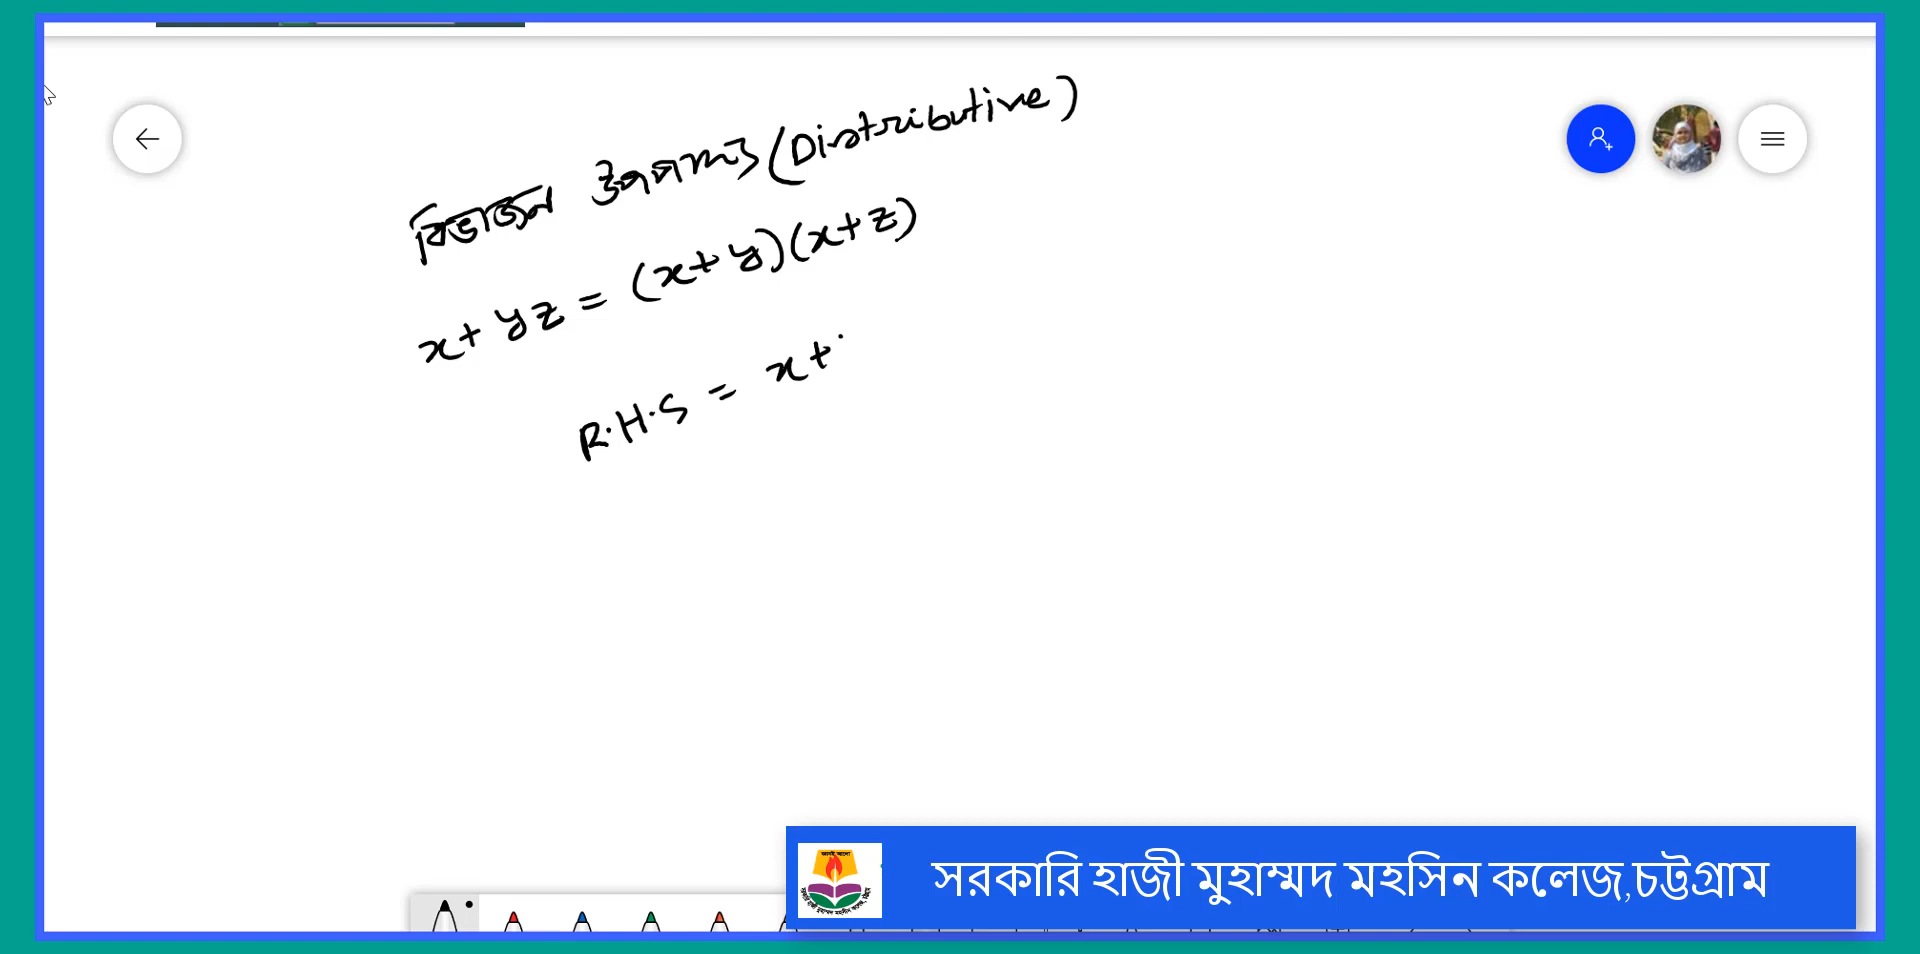 বিভাজন উপপাদ্য (Distributive)
x + yz = (x + y)(x + z)
R.H.S = x +
সরকারি হাজী মুহাম্মদ মহসিন কলেজ,চট্টগ্রাম